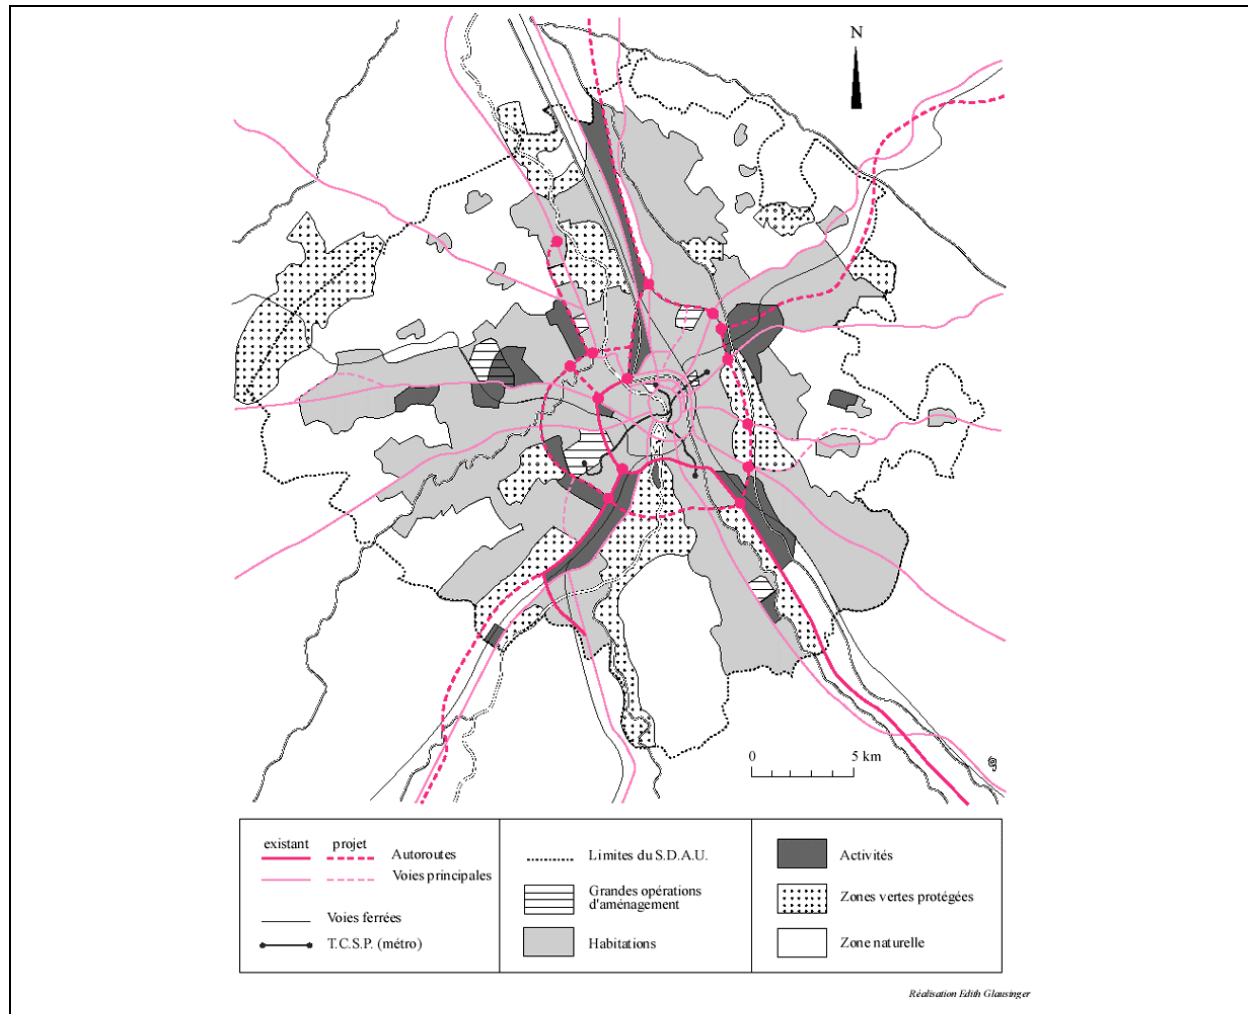 N
0 5 km
existant projet
Autoroutes
Voies principales
Voies ferrées
T.C.S.P. (métro)
Limites du S.D.A.U.
Grandes opérations
d'aménagement
Habitations
Activités
Zones vertes protégées
Zone naturelle
Réalisation Edith Glausinger